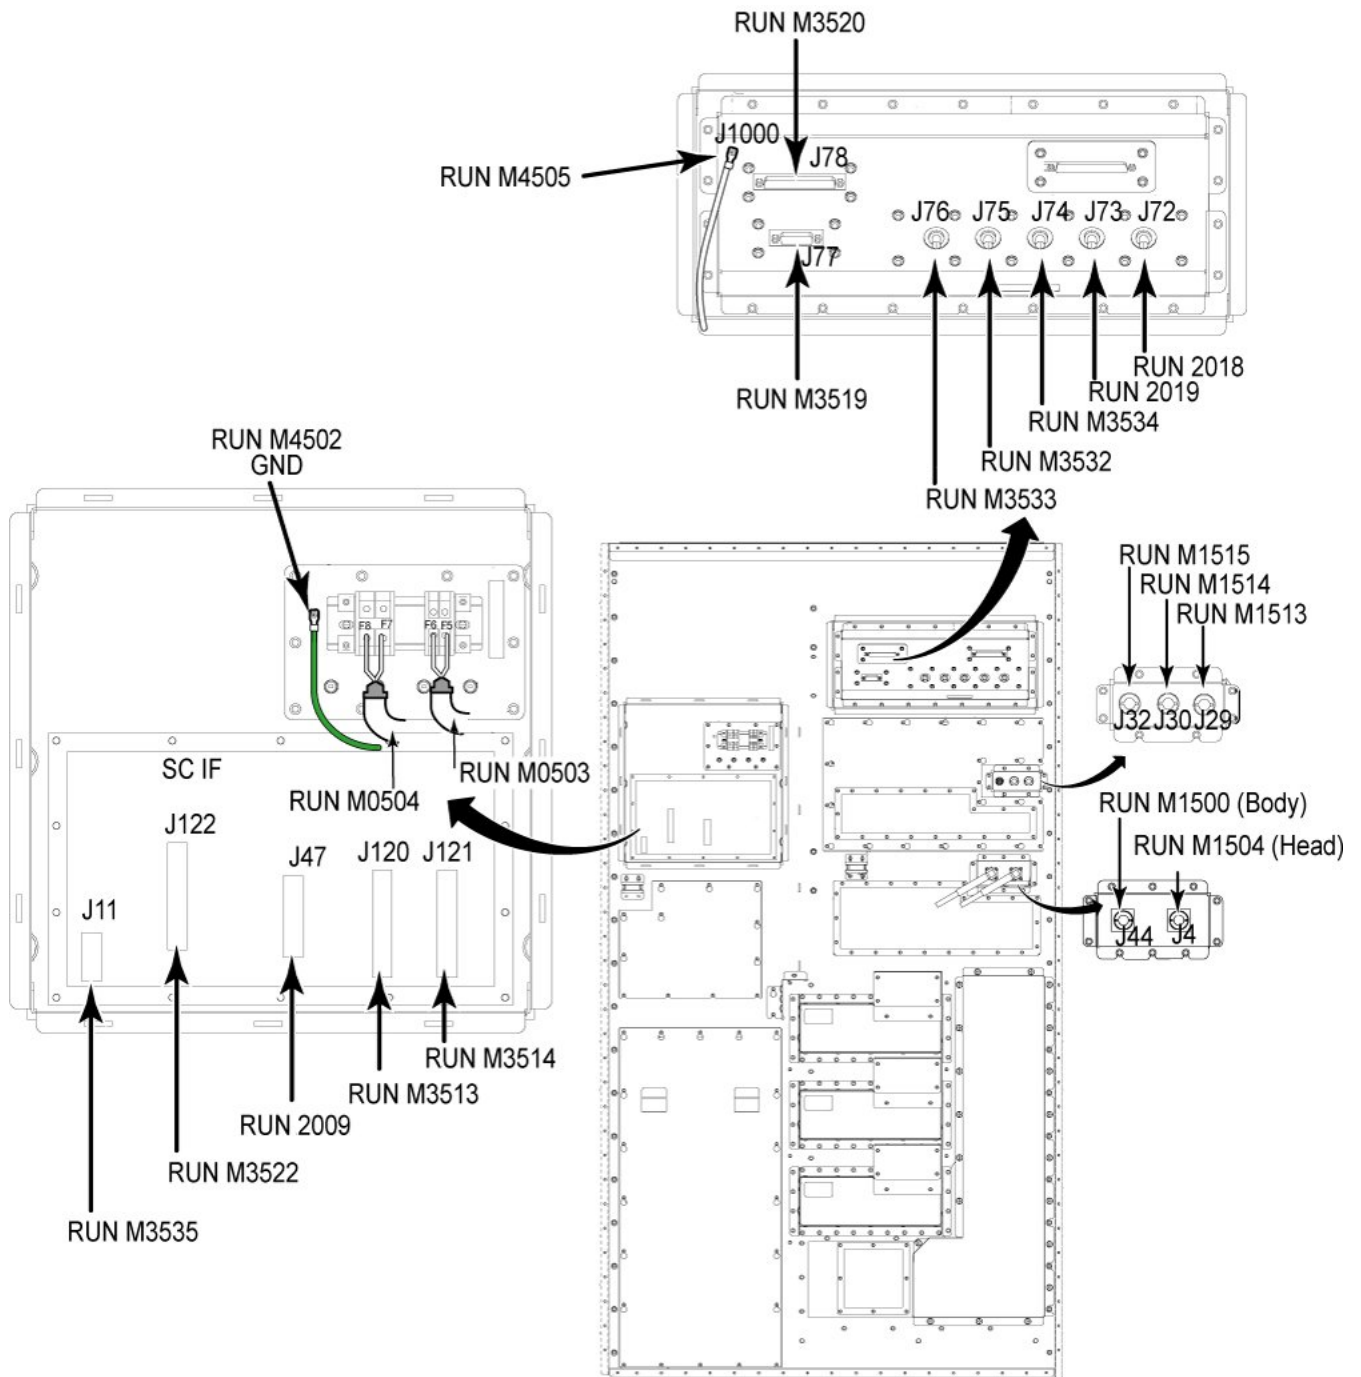 RUN M3520
J1000
J78
RUN M4505
J76
J75
J74
J73
J72
J77
RUN 2018
RUN 2019
RUN M3519
RUN M3534
RUN M3532
RUN M3533
RUN M4502
GND
F8
F7
F6
F5
SC IF
RUN M0503
RUN M0504
J122
J47
J120
J121
J11
RUN M3514
RUN M3513
RUN 2009
RUN M3522
RUN M3535
RUN M1515
RUN M1514
RUN M1513
J32
J30
J29
RUN M1500 (Body)
RUN M1504 (Head)
J44
J4